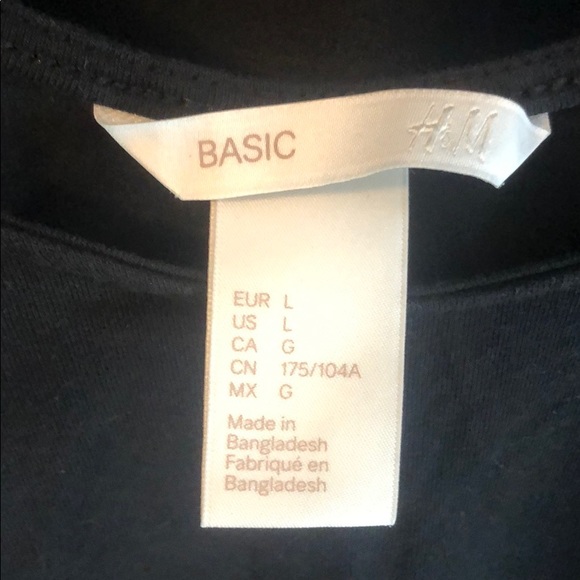 BASIC H&M
EUR L
US L
CA G
CN 175/104A
MX G
Made in
Bangladesh
Fabriqué en
Bangladesh